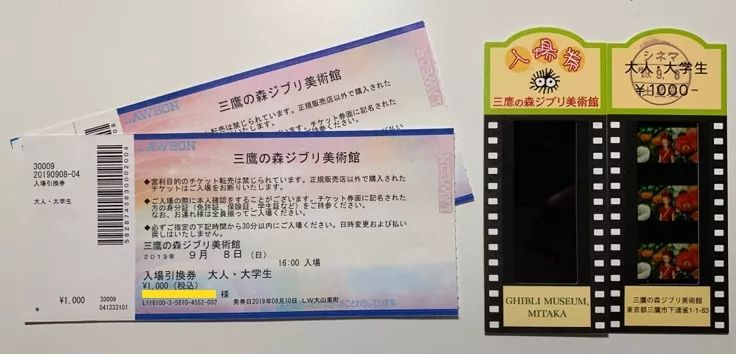 LAWSON
三鷹の森ジブリ美術館
30009
20190908-04
入場引換券
大人・大学生
¥1,000
30009
041333101
LAWSON
三鷹の森ジブリ美術館
◆営利目的のチケット転売は禁じられています。正規販売店以外で購入された
チケットはご入場をお断りいたします。
◆ご入場の際に本人確認をすることがございます。チケット券面に記名された
方の身分証（免許証、保険証、学生証など）をご持参ください。
なお、お連れ様は全員揃ってご入場ください。
◆必ずご指定の下記時間から30分以内にご入場ください。日時変更および払い
戻しはいたしません。
三鷹の森ジブリ美術館
2019年 9月 8日（日）
16:00 入場
入場引換券 大人・大学生
¥1,000（税込）
様
L1I6100-3-5810-4552-002
発券日2019年08月10日 LW大山東町
入場券
三鷹の森ジブリ美術館
GHIBLI MUSEUM,
MITAKA
シネマ
大人・大学生
¥1000-
三鷹の森ジブリ美術館
東京都三鷹市下連雀1-1-83